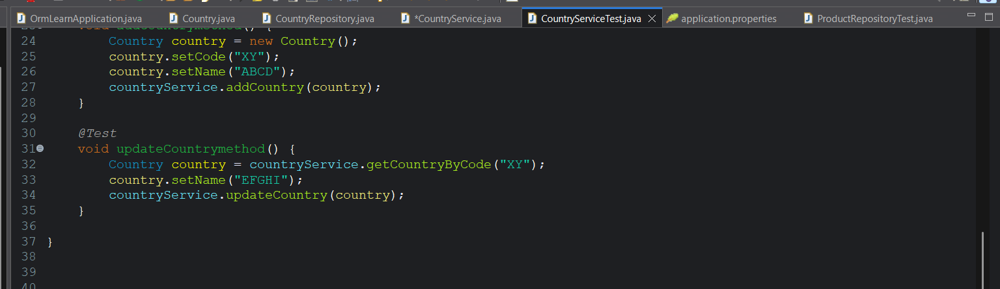 OrmLearnApplication.java Country.java CountryRepository.java *CountryService.java CountryServiceTest.java application.properties ProductRepositoryTest.java
24 Country country = new Country();
25 country.setCode("XY");
26 country.setName("ABCD");
27 countryService.addCountry(country);
28 }
29
30 @Test
31 void updateCountrymethod() {
32 Country country = countryService.getCountryByCode("XY");
33 country.setName("EFGHI");
34 countryService.updateCountry(country);
35 }
36
37 }
38
39
40